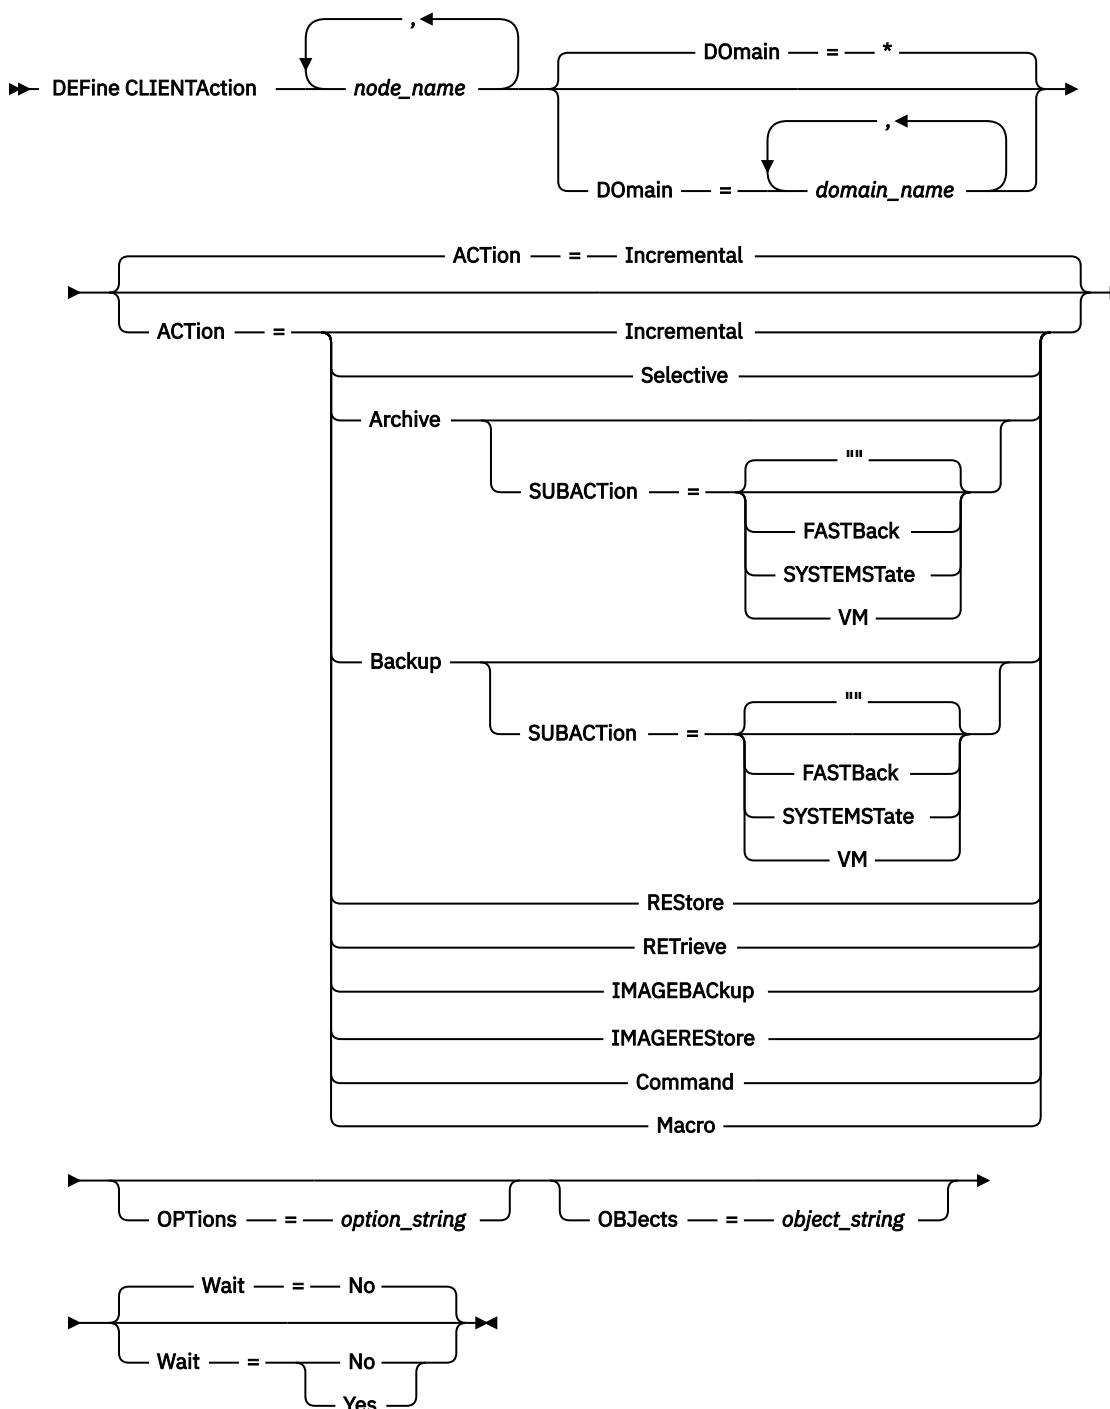 ,
DOmain = *
DEFine CLIENTAction node_name
,
DOmain = domain_name
ACTion = Incremental
ACTion = Incremental
Selective
Archive
""
SUBACTion =
FASTBack
SYSTEMSTate
VM
Backup
""
SUBACTion =
FASTBack
SYSTEMSTate
VM
REStore
RETrieve
IMAGEBACkup
IMAGEREStore
Command
Macro
OPTions = option_string OBJects = object_string
Wait = No
Wait = No
Yes